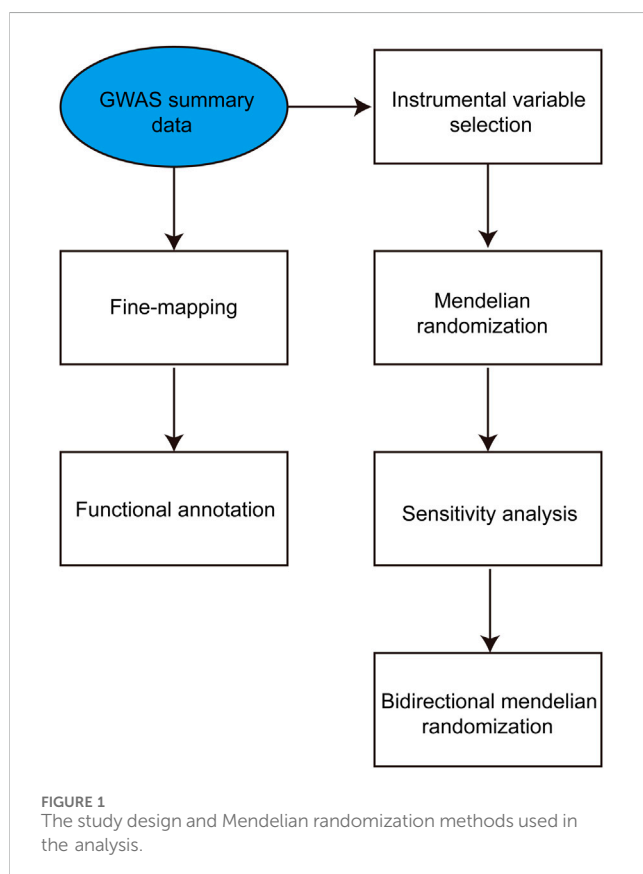 GWAS summary
data
Instrumental variable
selection
Fine-mapping
Mendelian
randomization
Functional annotation
Sensitivity analysis
Bidirectional mendelian
randomization
FIGURE 1
The study design and Mendelian randomization methods used in
the analysis.